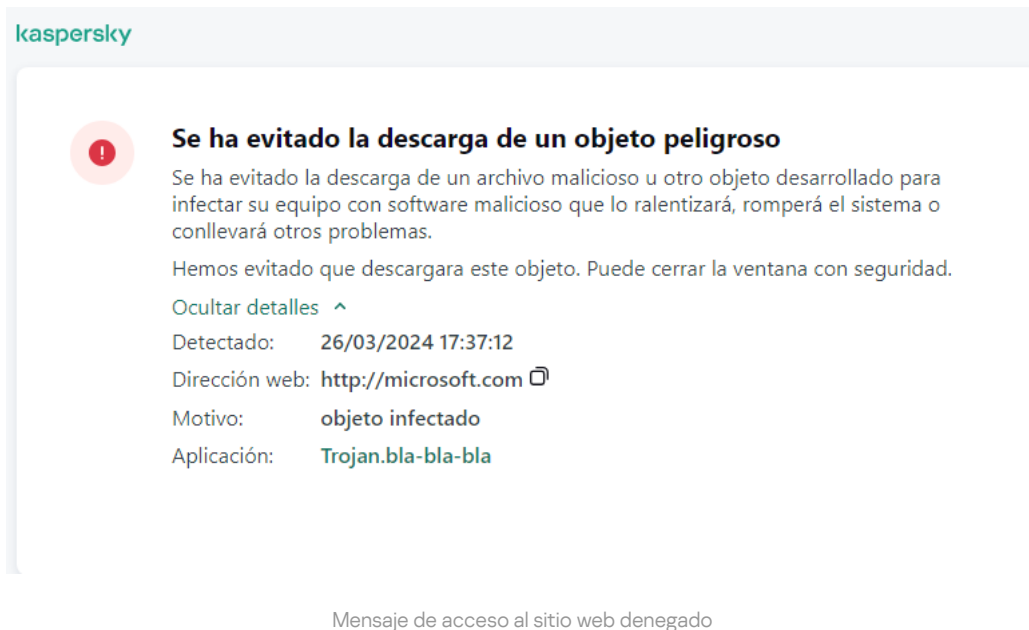 kaspersky
Se ha evitado la descarga de un objeto peligroso
Se ha evitado la descarga de un archivo malicioso u otro objeto desarrollado para
infectar su equipo con software malicioso que lo ralentizará, romperá el sistema o
conllevará otros problemas.
Hemos evitado que descargara este objeto. Puede cerrar la ventana con seguridad.
Ocultar detalles
Detectado: 26/03/2024 17:37:12
Dirección web: http://microsoft.com
Motivo: objeto infectado
Aplicación: Trojan.bla-bla-bla
Mensaje de acceso al sitio web denegado